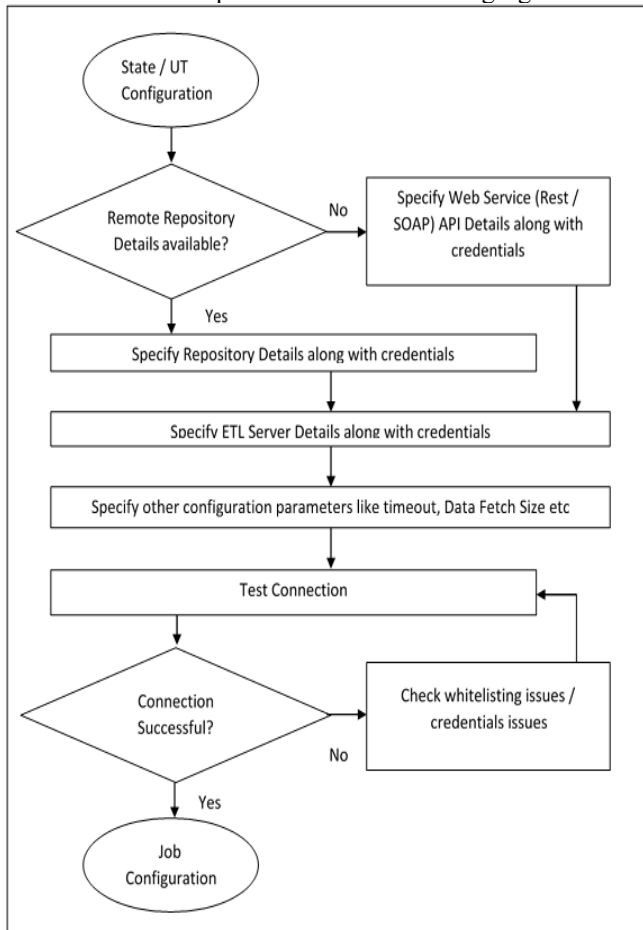 State / UT
Configuration
Remote Repository
Details available?
No
Specify Web Service (Rest /
SOAP) API Details along with
credentials
Yes
Specify Repository Details along with credentials
Specify ETL Server Details along with credentials
Specify other configuration parameters like timeout, Data Fetch Size etc
Test Connection
Connection
Successful?
No
Check whitelisting issues /
credentials issues
Yes
Job
Configuration